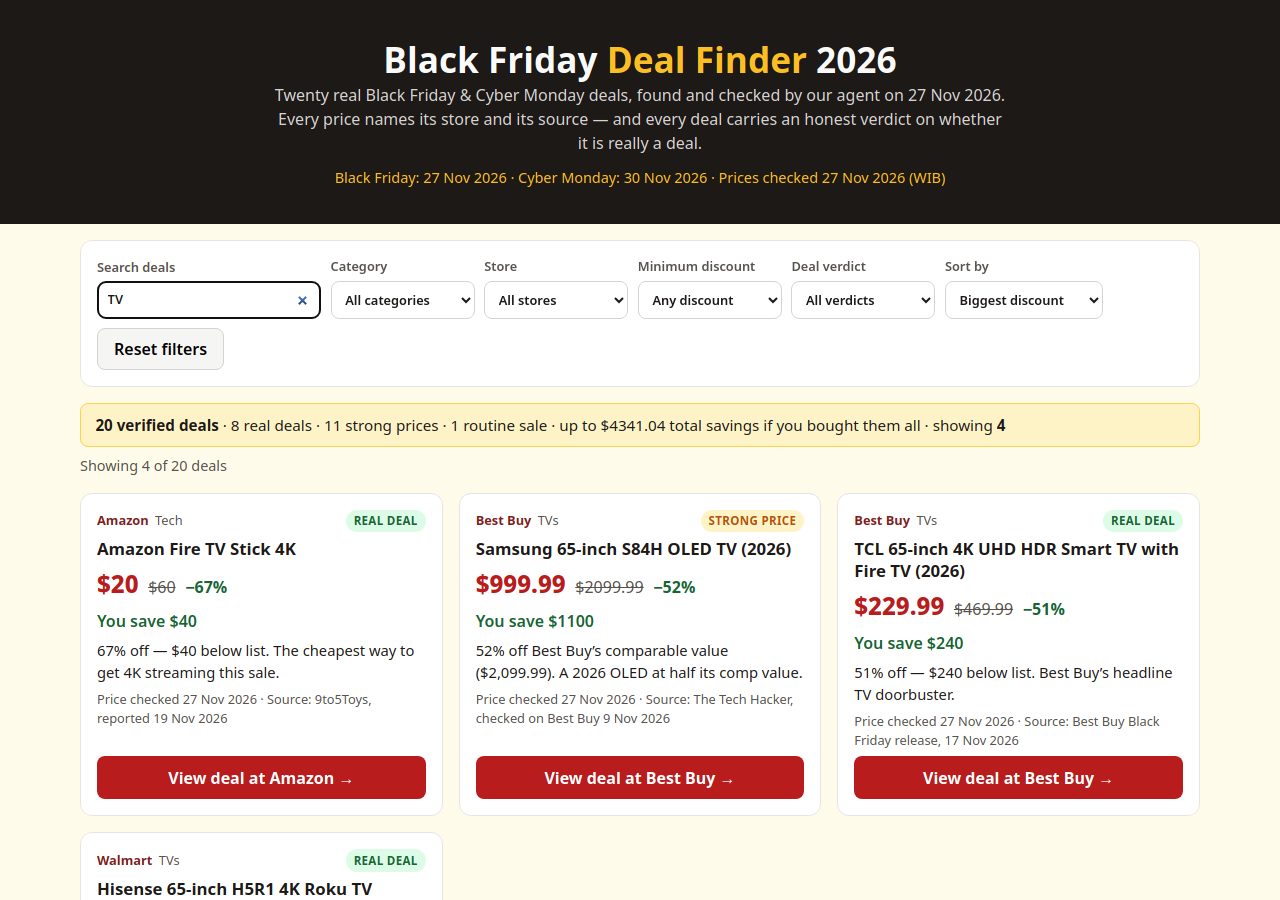 Black Friday Deal Finder 2026
Twenty real Black Friday & Cyber Monday deals, found and checked by our agent on 27 Nov 2026.
Every price names its store and its source — and every deal carries an honest verdict on whether
it is really a deal.
Black Friday: 27 Nov 2026 · Cyber Monday: 30 Nov 2026 · Prices checked 27 Nov 2026 (WIB)
Search deals
TV
×
Category
All categories
Store
All stores
Minimum discount
Any discount
Deal verdict
All verdicts
Sort by
Biggest discount
Reset filters
20 verified deals · 8 real deals · 11 strong prices · 1 routine sale · up to $4341.04 total savings if you bought them all · showing 4
Showing 4 of 20 deals
Amazon Tech REAL DEAL
Amazon Fire TV Stick 4K
$20 $60 −67%
You save $40
67% off — $40 below list. The cheapest way to
get 4K streaming this sale.
Price checked 27 Nov 2026 · Source: 9to5Toys,
reported 19 Nov 2026
View deal at Amazon →
Best Buy TVs STRONG PRICE
Samsung 65-inch S84H OLED TV (2026)
$999.99 $2099.99 −52%
You save $1100
52% off Best Buy’s comparable value
($2,099.99). A 2026 OLED at half its comp value.
Price checked 27 Nov 2026 · Source: The Tech Hacker,
checked on Best Buy 9 Nov 2026
View deal at Best Buy →
Best Buy TVs REAL DEAL
TCL 65-inch 4K UHD HDR Smart TV with
Fire TV (2026)
$229.99 $469.99 −51%
You save $240
51% off — $240 below list. Best Buy’s headline
TV doorbuster.
Price checked 27 Nov 2026 · Source: Best Buy Black
Friday release, 17 Nov 2026
View deal at Best Buy →
Walmart TVs REAL DEAL
Hisense 65-inch H5R1 4K Roku TV